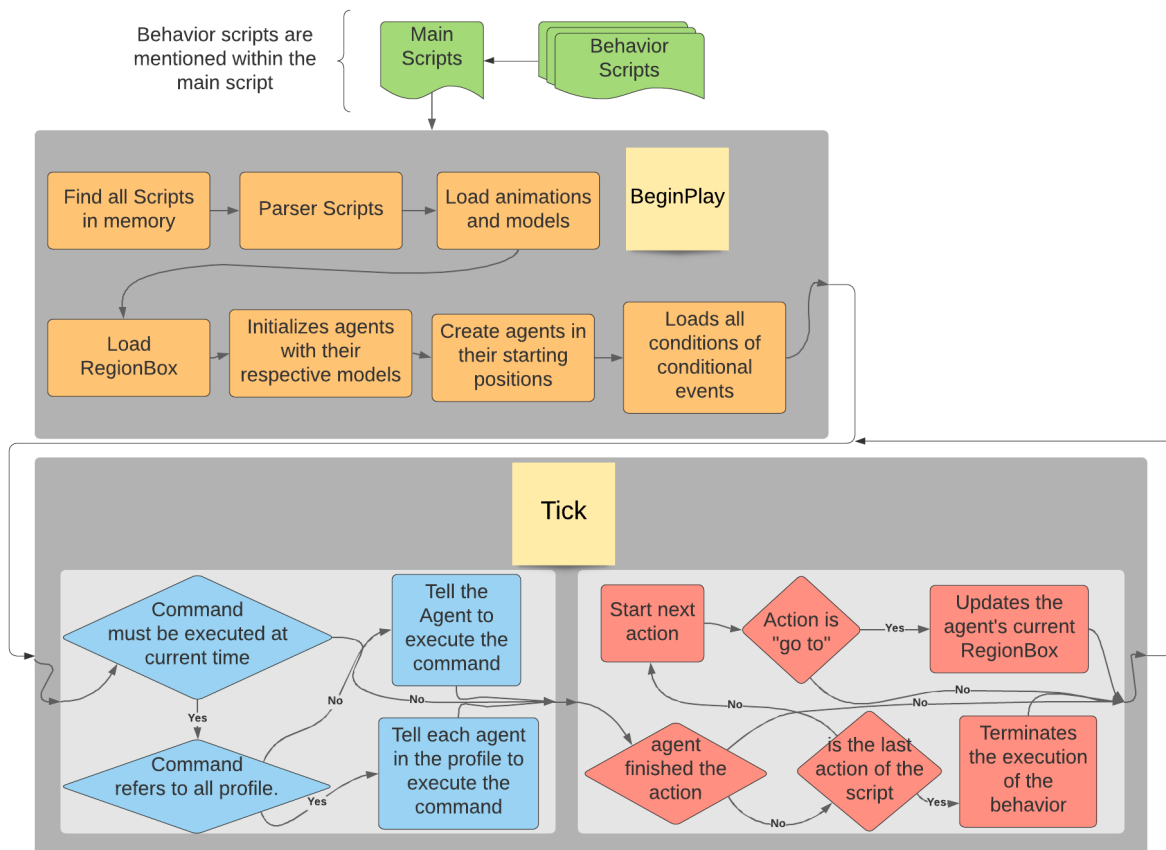 Behavior scripts are
mentioned within the
main script
Main
Scripts
Behavior
Scripts
BeginPlay
Find all Scripts
in memory
Parser Scripts
Load animations
and models
Load
RegionBox
Initializes agents
with their
respective models
Create agents in
their starting
positions
Loads all
conditions of
conditional
events
Tick
Command
must be executed at
current time
Yes
No
Command
refers to all profile.
No
Yes
Tell the
Agent to
execute the
command
Tell each agent
in the profile to
execute the
command
Start next
action
Action is
"go to"
Yes
No
Updates the
agent's current
RegionBox
agent
finished the
action
No
No
is the last
action of the
script
No
Yes
Terminates
the execution
of the
behavior